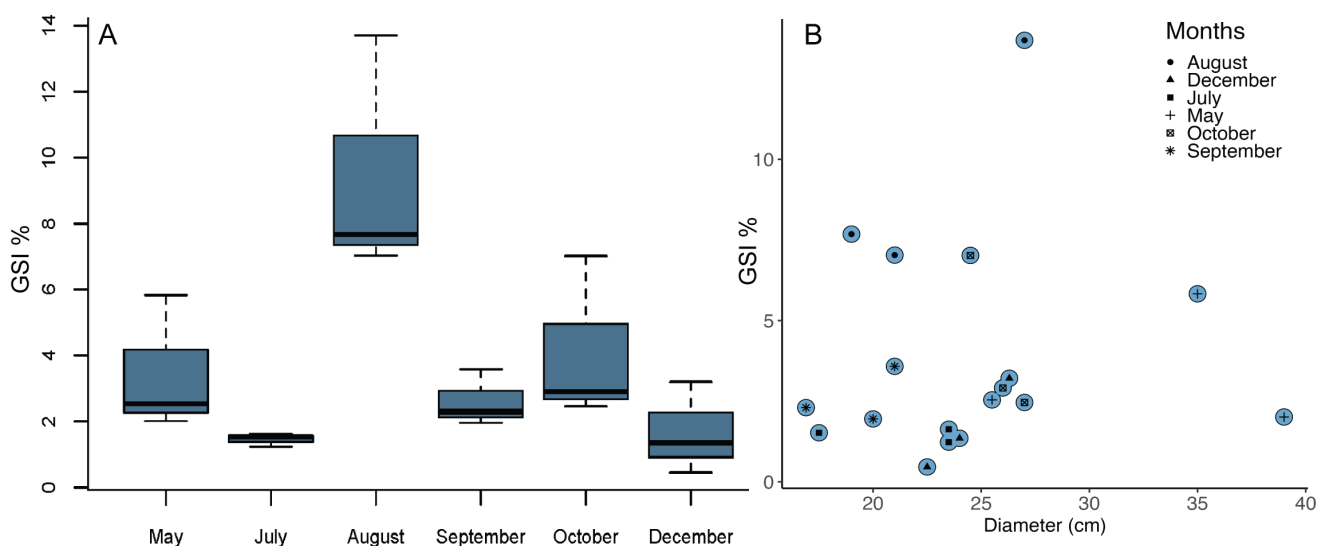 A
GSI %
14
12
10
8
6
4
2
0
May July August September October December
B
Months
August
December
July
May
October
September
GSI %
10
5
0
20 25 30 35 40
Diameter (cm)